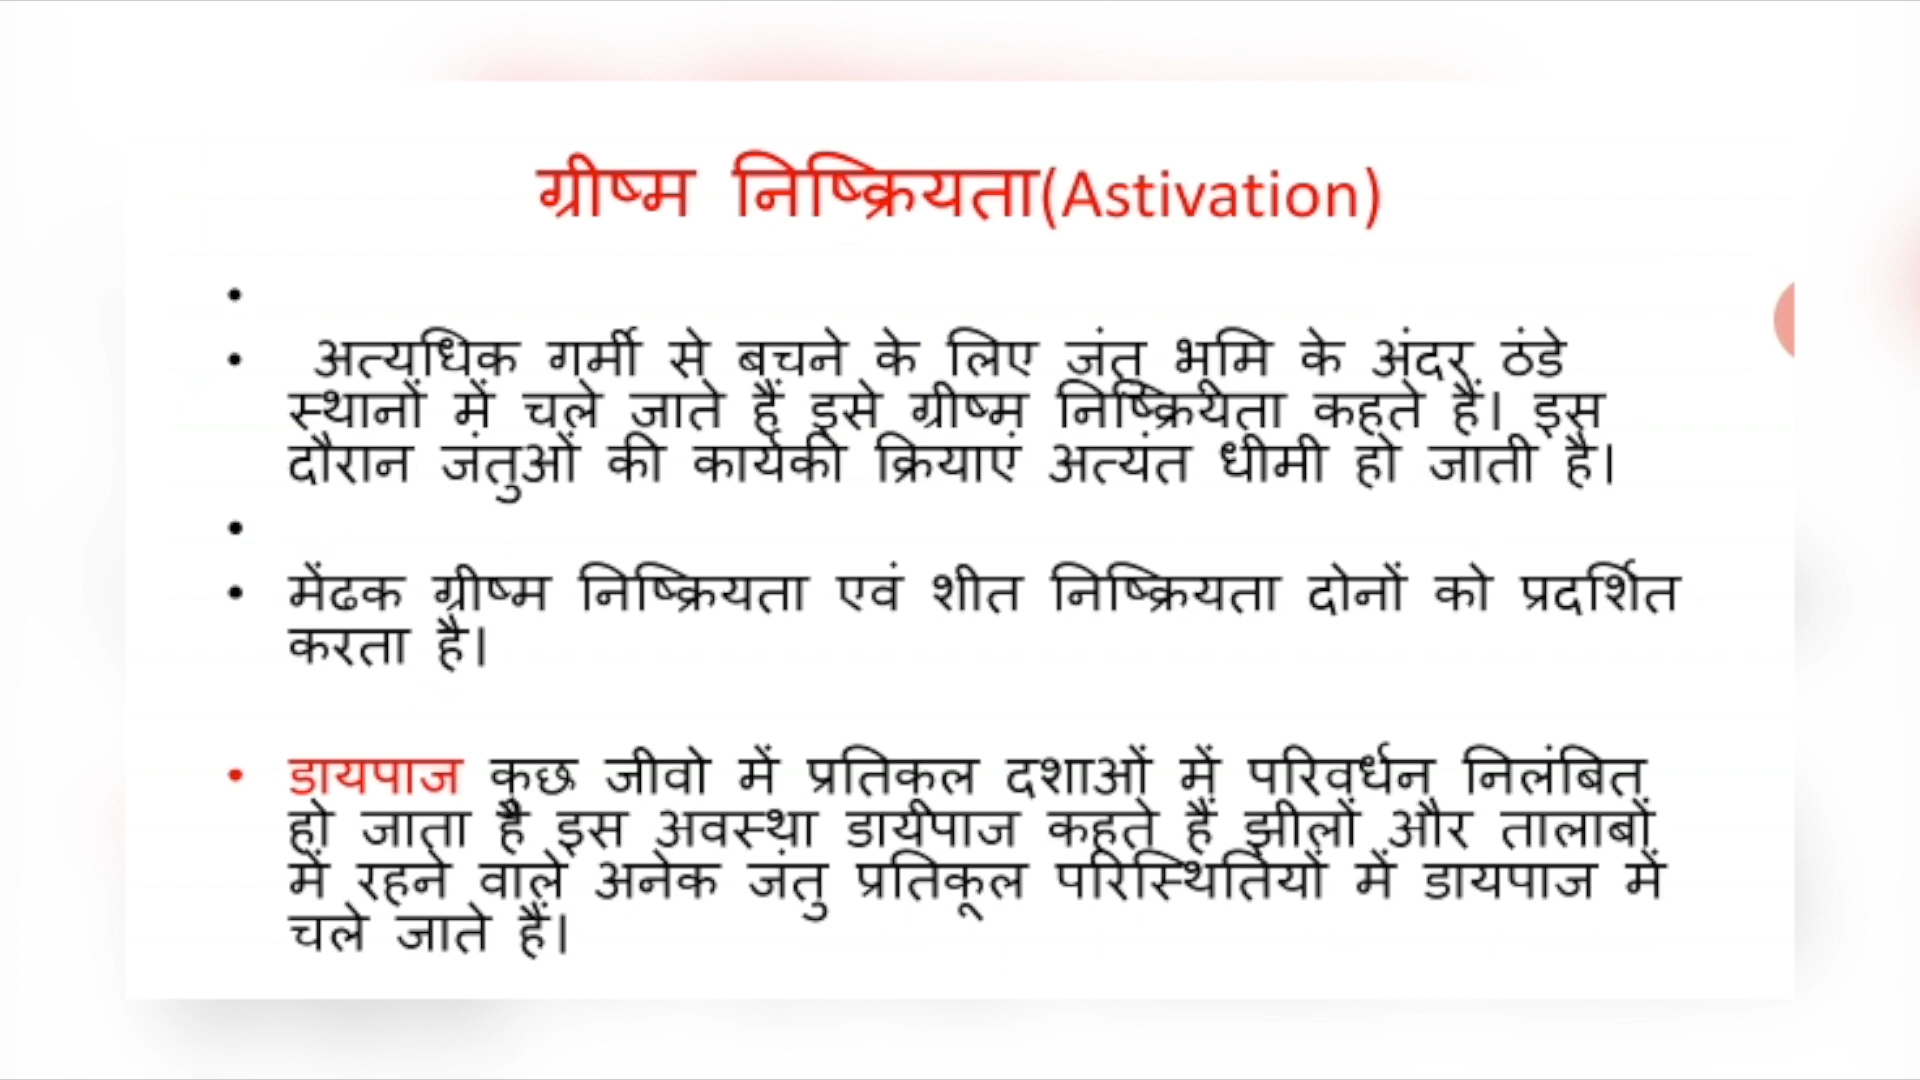 ग्रीष्म निष्क्रियता(Astivation)
• 
• अत्यधिक गर्मी से बचने के लिए जंतु भूमि के अंदर ठंडे
स्थानों में चले जाते हैं इसे ग्रीष्म निष्क्रियता कहते हैं। इस
दौरान जंतुओं की कार्यकी क्रियाएं अत्यंत धीमी हो जाती है।
• 
• मेंढक ग्रीष्म निष्क्रियता एवं शीत निष्क्रियता दोनों को प्रदर्शित
करता है।
• डायपाज कुछ जीवो में प्रतिकूल दशाओं में परिवर्धन निलंबित
हो जाता है इस अवस्था डायपाज कहते हैं झीलों और तालाबों
में रहने वाले अनेक जंतु प्रतिकूल परिस्थितियों में डायपाज में
चले जाते हैं।